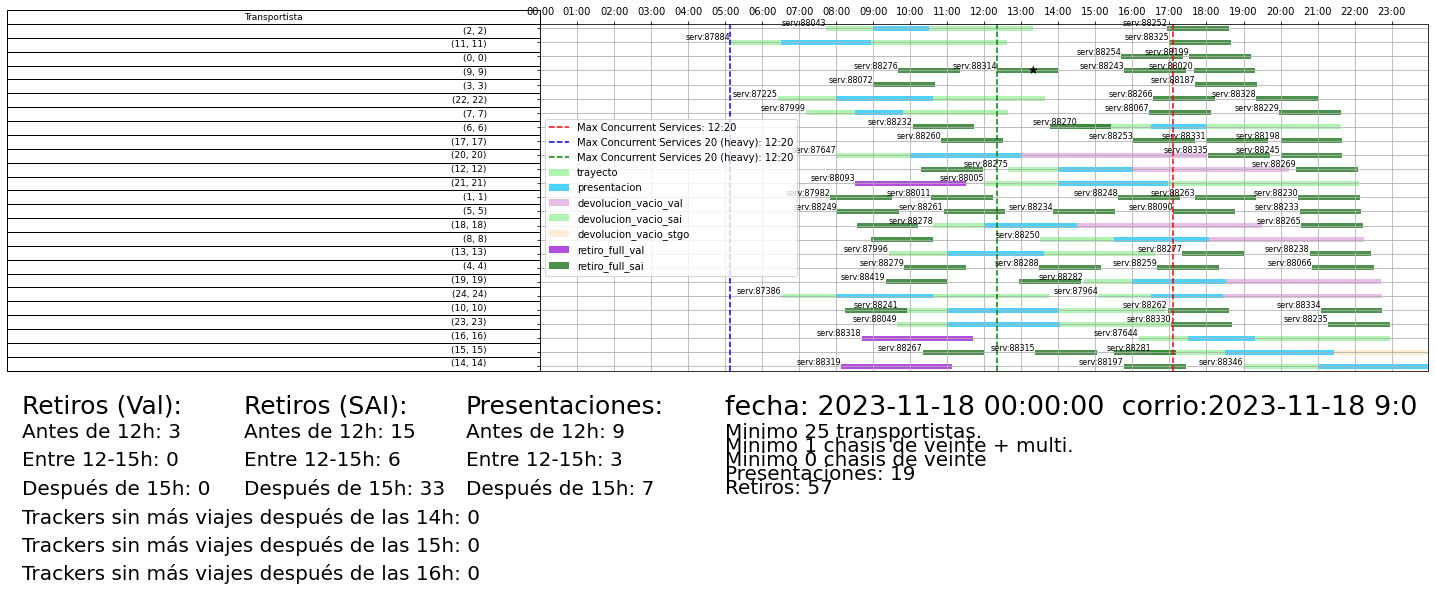 Transportista
00:00 01:00 02:00 03:00 04:00 05:00 06:00 07:00 08:00 09:00 10:00 11:00 12:00 13:00 14:00 15:00 16:00 17:00 18:00 19:00 20:00 21:00 22:00 23:00
(2, 2) serv:88043 serv:88252
(11, 11) serv:87884 serv:88325
(0, 0) serv:88254 serv:88199
(9, 9) serv:88276 serv:88314 serv:88243 serv:88020
(3, 3) serv:88072 serv:88187
(22, 22) serv:87225 serv:88266 serv:88328
(7, 7) serv:87999 serv:88067 serv:88229
(6, 6) serv:88232 serv:88270
(17, 17) serv:88260 serv:88253 serv:88331 serv:88198
(20, 20) serv:87647 serv:88335 serv:88245
(12, 12) serv:88275 serv:88269
(21, 21) serv:88093 serv:88005
(1, 1) serv:87982 serv:88011 serv:88248 serv:88263 serv:88230
(5, 5) serv:88249 serv:88261 serv:88234 serv:88090 serv:88233
(18, 18) serv:88278 serv:88265
(8, 8) serv:88250
(13, 13) serv:87996 serv:88277 serv:88238
(4, 4) serv:88279 serv:88288 serv:88259 serv:88066
(19, 19) serv:88419 serv:88282
(24, 24) serv:87386 serv:87964
(10, 10) serv:88241 serv:88262 serv:88334
(23, 23) serv:88049 serv:88330 serv:88235
(16, 16) serv:88318 serv:87644
(15, 15) serv:88267 serv:88315 serv:88281
(14, 14) serv:88319 serv:88197 serv:88346
Max Concurrent Services: 12:20
Max Concurrent Services 20 (heavy): 12:20
Max Concurrent Services 20 (heavy): 12:20
trayecto
presentacion
devolucion_vacio_val
devolucion_vacio_sai
devolucion_vacio_stgo
retiro_full_val
retiro_full_sai
Retiros (Val):
Antes de 12h: 3
Entre 12-15h: 0
Después de 15h: 0
Retiros (SAI):
Antes de 12h: 15
Entre 12-15h: 6
Después de 15h: 33
Presentaciones:
Antes de 12h: 9
Entre 12-15h: 3
Después de 15h: 7
Trackers sin más viajes después de las 14h: 0
Trackers sin más viajes después de las 15h: 0
Trackers sin más viajes después de las 16h: 0
fecha: 2023-11-18 00:00:00 corrio:2023-11-18 9:0
Minimo 25 transportistas.
Minimo 1 chasis de veinte + multi.
Minimo 0 chasis de veinte
Presentaciones: 19
Retiros: 57